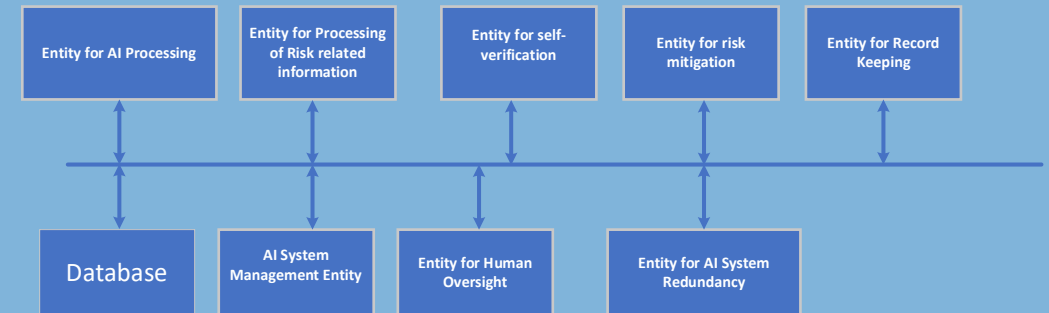 Entity for AI Processing
Entity for Processing
of Risk related
information
Entity for self-
verification
Entity for risk
mitigation
Entity for Record
Keeping
Database
AI System
Management Entity
Entity for Human
Oversight
Entity for AI System
Redundancy